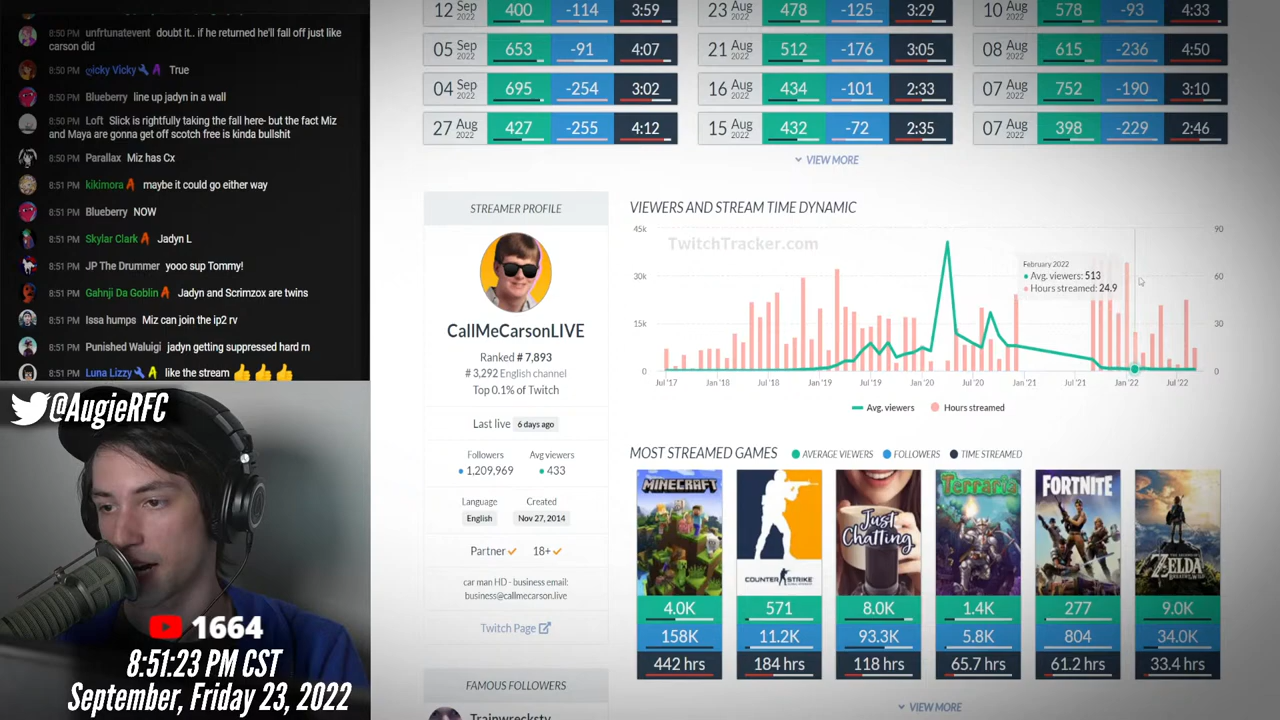 8:50 PM unfrtunatevent doubt it.. if he returned he'll fall off just like
carson did
8:50 PM Vicky True
8:50 PM Blueberry line up jadyn in a wall
8:50 PM Loft Slick is rightfully taking the fall here- but the fact Miz
and Maya are gonna get off scotch free is kinda bullshit
8:50 PM Parallax Miz has Cx
8:51 PM kikimora maybe it could go either way
8:51 PM Blueberry NOW
8:51 PM Skylar Clark Jadyn L
8:51 PM JP The Drummer yooo sup Tommy!
8:51 PM Gahnji Da Goblin Jadyn and Scrimzox are twins
8:51 PM Issa humps Miz can join the ip2 rv
8:51 PM Punished Waluigi jadyn getting suppressed hard rn
8:51 PM Luna Lizzy like the stream 👍👍👍
@AugieRFC
1664
8:51:23 PM CST
September, Friday 23, 2022
12 Sep 2022 400 -114 3:59
23 Aug 2022 478 -125 3:29
10 Aug 2022 578 -93 4:33
05 Sep 2022 653 -91 4:07
21 Aug 2022 512 -176 3:05
08 Aug 2022 615 -236 4:50
04 Sep 2022 695 -254 3:02
16 Aug 2022 434 -101 2:33
07 Aug 2022 752 -190 3:10
27 Aug 2022 427 -255 4:12
15 Aug 2022 432 -72 2:35
07 Aug 2022 398 -229 2:46
VIEW MORE
STREAMER PROFILE
CallMeCarsonLIVE
Ranked # 7,893
# 3,292 English channel
Top 0.1% of Twitch
Last live 6 days ago
Followers Avg viewers
1,209,969 433
Language Created
English Nov 27, 2014
Partner 18+
car man HD - business email:
business@callmecarson.live
Twitch Page
FAMOUS FOLLOWERS
Trainwreckstv
VIEWERS AND STREAM TIME DYNAMIC
45k 90
TwitchTracker.com
February 2022
30k Avg. viewers: 513 60
Hours streamed: 24.9
15k 30
0 0
Jul '17 Jan '18 Jul '18 Jan '19 Jul '19 Jan '20 Jul '20 Jan '21 Jul '21 Jan '22 Jul '22
Avg. viewers Hours streamed
MOST STREAMED GAMES AVERAGE VIEWERS FOLLOWERS TIME STREAMED
MINECRAFT COUNTER STRIKE Just Chatting Terraria FORTNITE ZELDA
4.0K 571 8.0K 1.4K 277 9.0K
158K 11.2K 93.3K 5.8K 804 34.0K
442 hrs 184 hrs 118 hrs 65.7 hrs 61.2 hrs 33.4 hrs
VIEW MORE